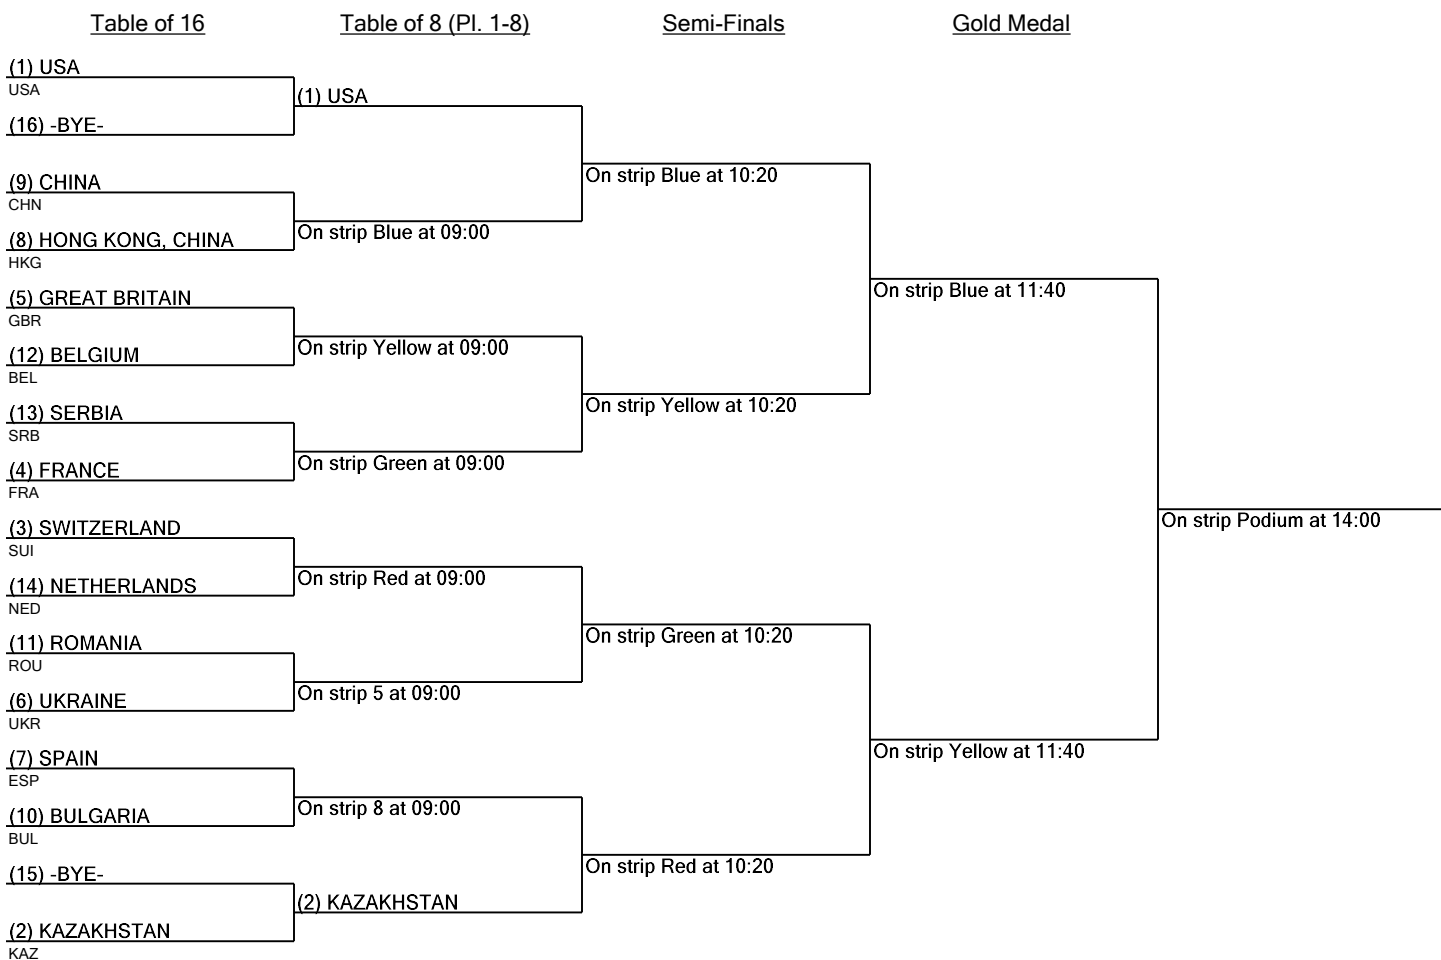 Table of 16
Table of 8 (Pl. 1-8)
Semi-Finals
Gold Medal
(1) USA
USA
(1) USA
(16) -BYE-
On strip Blue at 10:20
(9) CHINA
CHN
On strip Blue at 09:00
(8) HONG KONG, CHINA
HKG
On strip Blue at 11:40
(5) GREAT BRITAIN
GBR
On strip Yellow at 09:00
(12) BELGIUM
BEL
On strip Yellow at 10:20
(13) SERBIA
SRB
On strip Green at 09:00
(4) FRANCE
FRA
On strip Podium at 14:00
(3) SWITZERLAND
SUI
On strip Red at 09:00
(14) NETHERLANDS
NED
On strip Green at 10:20
(11) ROMANIA
ROU
On strip 5 at 09:00
(6) UKRAINE
UKR
On strip Yellow at 11:40
(7) SPAIN
ESP
On strip 8 at 09:00
(10) BULGARIA
BUL
On strip Red at 10:20
(15) -BYE-
(2) KAZAKHSTAN
(2) KAZAKHSTAN
KAZ